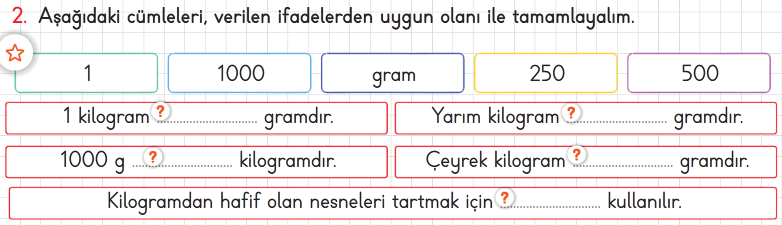 2. Aşağıdaki cümleleri, verilen ifadelerden uygun olanı ile tamamlayalım.
1 1000 gram 250 500
1 kilogram ? .................... gramdır. Yarım kilogram ? .................... gramdır.
1000 g ? .................... kilogramdır. Çeyrek kilogram ? .................... gramdır.
Kilogramdan hafif olan nesneleri tartmak için ? .................... kullanılır.